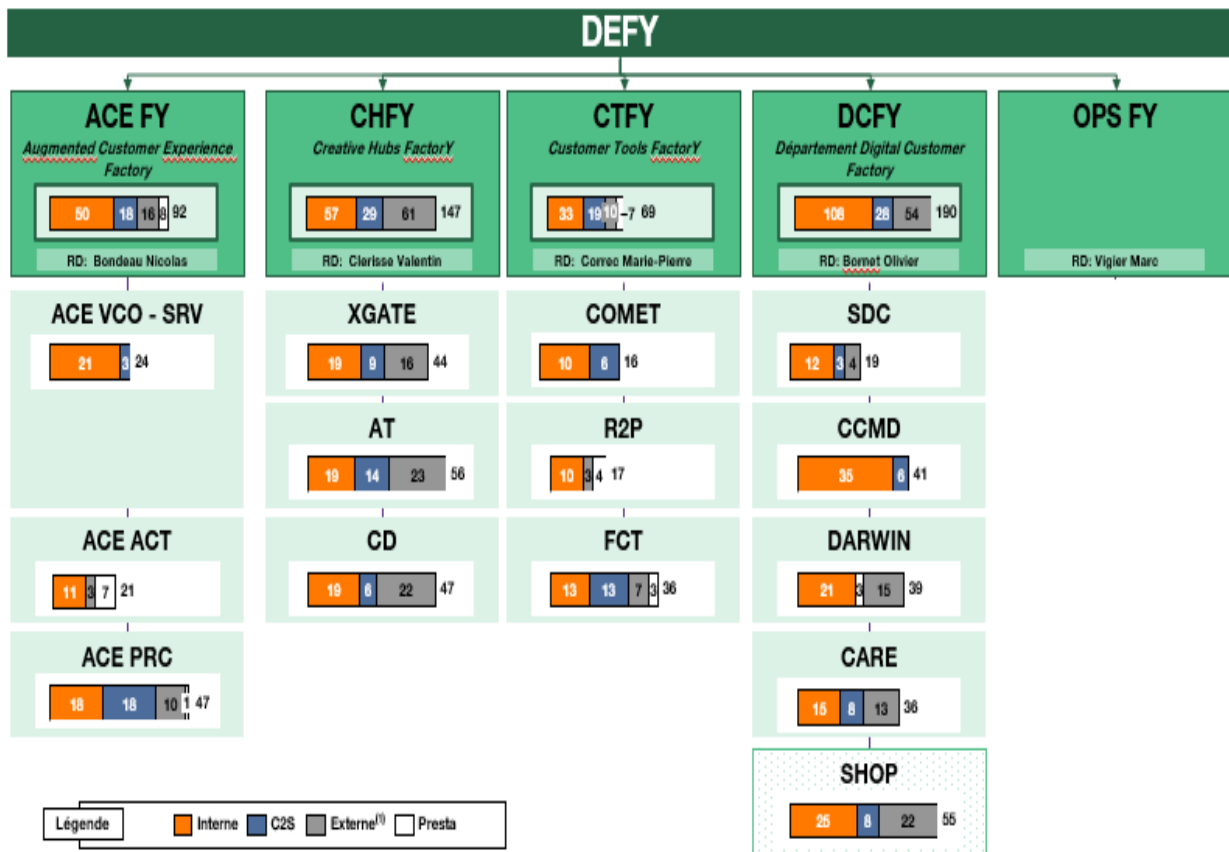 DEFY
ACE FY
Augmented Customer Experience
Factory
50 18 16 8 92
RD: Bondeau Nicolas
CHFY
Creative Hubs FactorY
57 29 61 147
RD: Clerisse Valentin
CTFY
Customer Tools FactorY
33 19 10 7 69
RD: Correc Marie-Pierre
DCFY
Département Digital Customer
Factory
108 28 54 190
RD: Bornet Olivier
OPS FY
RD: Vigier Marc
ACE VCO - SRV
21 3 24
ACE ACT
11 3 7 21
ACE PRC
18 18 10 1 47
XGATE
19 9 16 44
AT
19 14 23 56
CD
19 6 22 47
COMET
10 6 16
R2P
10 3 4 17
FCT
13 13 7 3 36
SDC
12 3 4 19
CCMD
35 6 41
DARWIN
21 3 15 39
CARE
15 8 13 36
SHOP
25 8 22 55
Légende
Interne C2S Externe(1) Presta